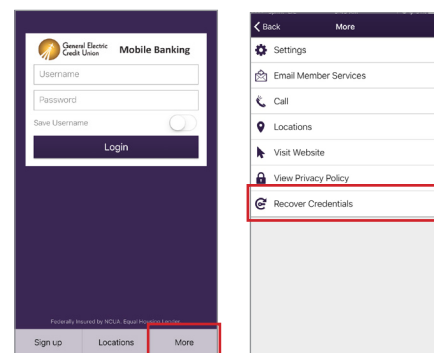 General Electric
Credit Union
Mobile Banking
Username
Password
Save Username
Login
Federally Insured by NCUA. Equal Housing Lender.
Sign up
Locations
More
Back
More
Settings
Email Member Services
Call
Locations
Visit Website
View Privacy Policy
Recover Credentials